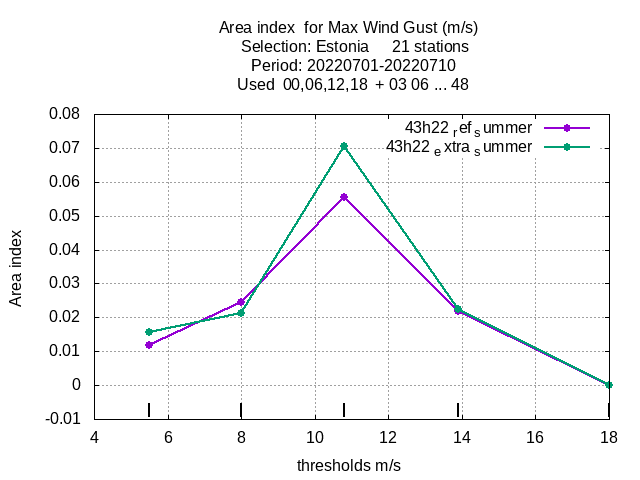 Area index  for Max Wind Gust (m/s)
Selection: Estonia     21 stations
Period: 20220701-20220710
Used  00,06,12,18  + 03 06 ... 48
43h22 ref summer
43h22 extra summer
0.08
0.07
0.06
0.05
0.04
0.03
0.02
0.01
0
-0.01
Area index
4 6 8 10 12 14 16 18
thresholds m/s